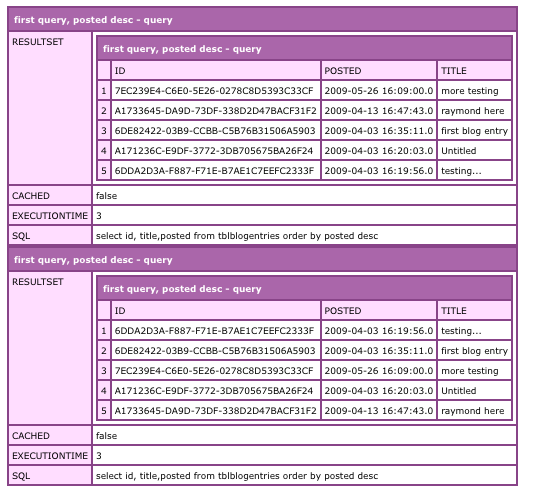 first query, posted desc - query
RESULTSET
first query, posted desc - query
ID POSTED TITLE
1 7EC239E4-C6E0-5E26-0278C8D5393C33CF 2009-05-26 16:09:00.0 more testing
2 A1733645-DA9D-73DF-338D2D47BACF31F2 2009-04-13 16:47:43.0 raymond here
3 6DE82422-03B9-CCBB-C5B76B31506A5903 2009-04-03 16:35:11.0 first blog entry
4 A171236C-E9DF-3772-3DB705675BA26F24 2009-04-03 16:20:03.0 Untitled
5 6DDA2D3A-F887-F71E-B7AE1C7EEFC2333F 2009-04-03 16:19:56.0 testing...
CACHED false
EXECUTIONTIME 3
SQL select id, title,posted from tblblogentries order by posted desc
first query, posted desc - query
RESULTSET
first query, posted desc - query
ID POSTED TITLE
1 6DDA2D3A-F887-F71E-B7AE1C7EEFC2333F 2009-04-03 16:19:56.0 testing...
2 6DE82422-03B9-CCBB-C5B76B31506A5903 2009-04-03 16:35:11.0 first blog entry
3 7EC239E4-C6E0-5E26-0278C8D5393C33CF 2009-05-26 16:09:00.0 more testing
4 A171236C-E9DF-3772-3DB705675BA26F24 2009-04-03 16:20:03.0 Untitled
5 A1733645-DA9D-73DF-338D2D47BACF31F2 2009-04-13 16:47:43.0 raymond here
CACHED false
EXECUTIONTIME 3
SQL select id, title,posted from tblblogentries order by posted desc